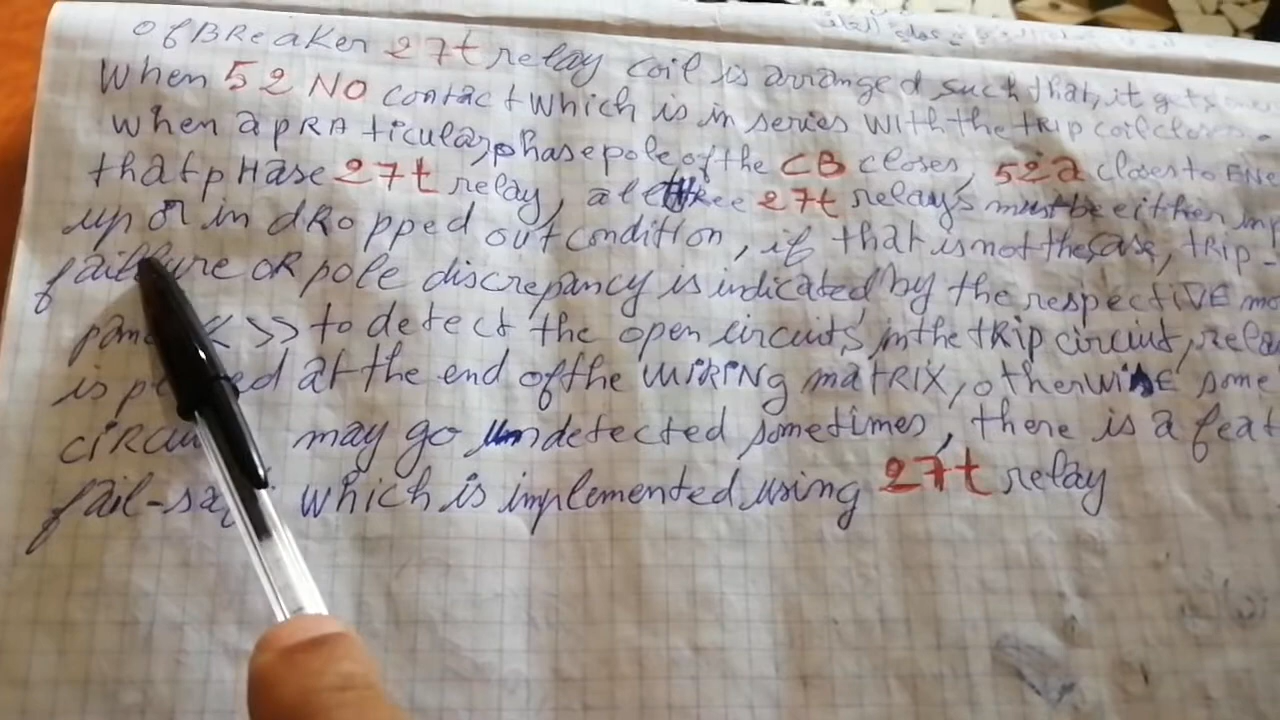 of BReaKer 27t relay coil is arranged such that, it gets
When 52 NO contact which is in series With the tRip coil closes.
When a pRA ticular, phase pole of the CB closes, 52a closes to ENe
that pHase 27t relay, all three 27t relays must be either
up or in dRopped out condition, if that is not the case, tRip-
failure OR pole discrepancy is indicated by the respectiVE
<< >> to detect the open circuits, in the tRip circuit, rela
is at the end of the WiRiNg matRIX, otherwiSE some
may go undetected sometimes, there is a feat
fail-saf which is implemented using 27t relay